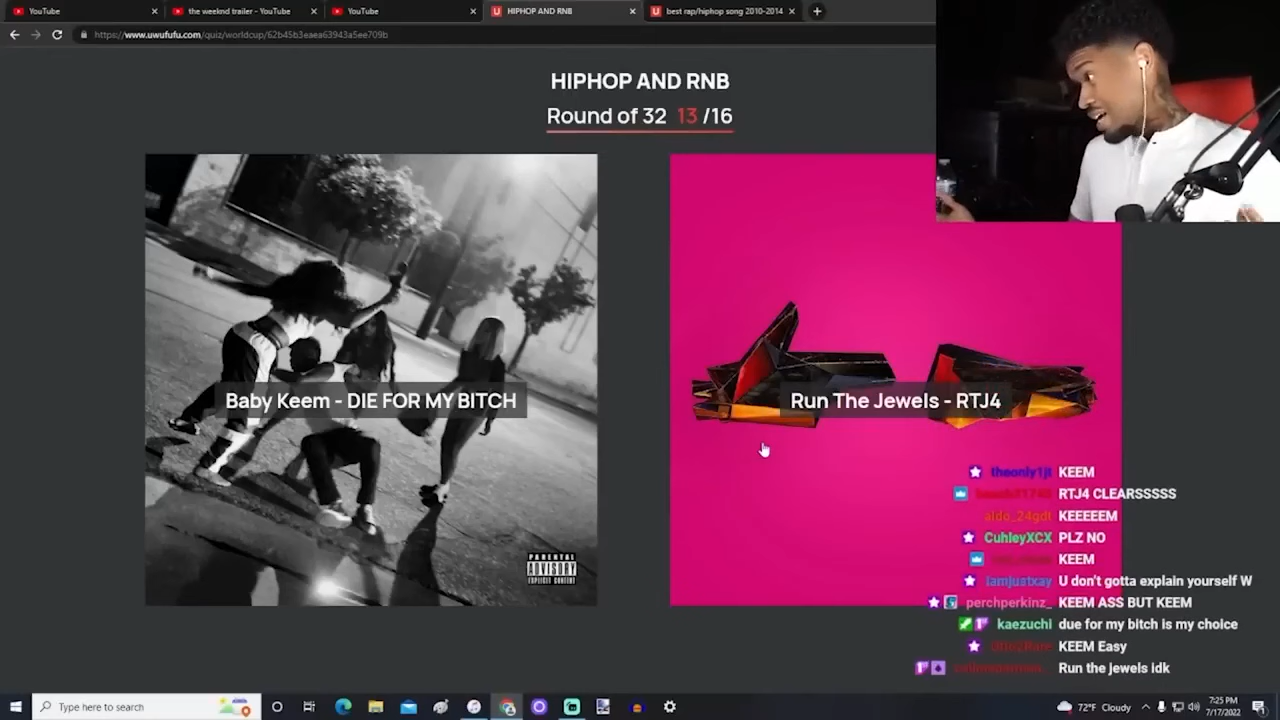 YouTube
the weeknd trailer - YouTube
YouTube
HIPHOP AND RNB
best rap/hiphop song 2010-2014
https://www.uwufufu.com/quiz/worldcup/62b45b3eaea63943a5ee709b
HIPHOP AND RNB
Round of 32 13 /16
Baby Keem - DIE FOR MY BITCH
PARENTAL
ADVISORY
EXPLICIT CONTENT
Run The Jewels - RTJ4
theonly1jt KEEM
RTJ4 CLEARSSSSS
aldo_24gdt KEEEEEM
CuhleyXCX PLZ NO
KEEM
iamjustxay U don't gotta explain yourself W
perchperkinz_ KEEM ASS BUT KEEM
kaezuchi due for my bitch is my choice
KEEM Easy
Run the jewels idk
Type here to search
72°F Cloudy
7:25 PM
7/17/2022